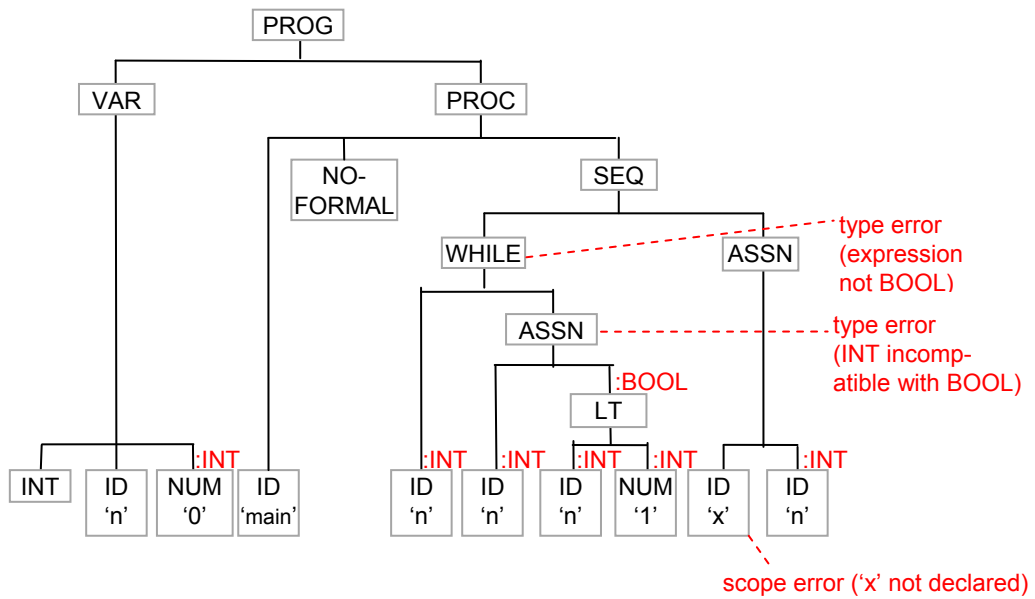 PROG
VAR
PROC
NO-
FORMAL
SEQ
WHILE
ASSN
type error
(expression
not BOOL)
ASSN
type error
(INT incomp-
atible with BOOL)
:BOOL
LT
:INT
:INT
:INT
:INT
:INT
:INT
INT
ID
‘n’
NUM
‘0’
ID
‘main’
ID
‘n’
ID
‘n’
ID
‘n’
NUM
‘1’
ID
‘x’
ID
‘n’
scope error (‘x’ not declared)